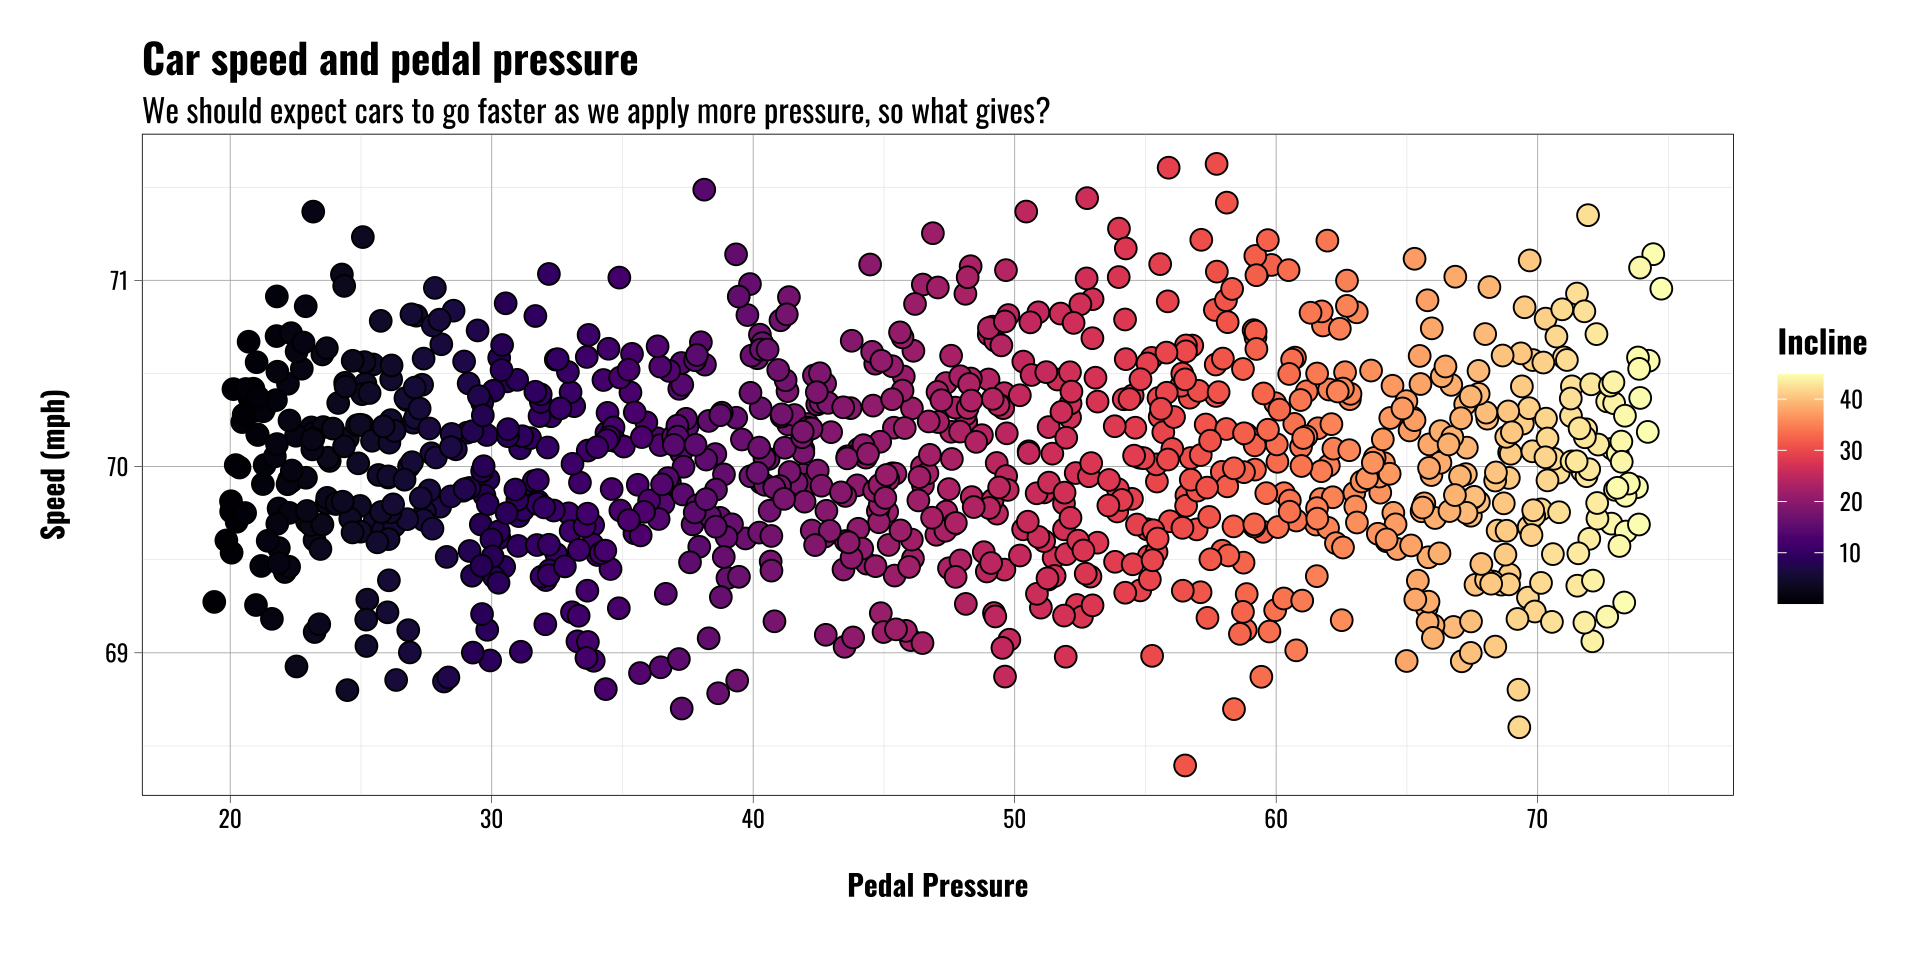 Car speed and pedal pressure
We should expect cars to go faster as we apply more pressure, so what gives?
Speed (mph)
71
70
69
20 30 40 50 60 70
Pedal Pressure
Incline
40
30
20
10